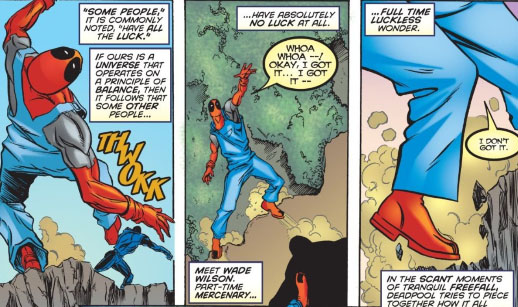 "SOME PEOPLE,"
IT IS COMMONLY
NOTED, "HAVE ALL
THE LUCK."
IF OURS IS A
UNIVERSE THAT
OPERATES ON
A PRINCIPLE OF
BALANCE, THEN
IT FOLLOWS THAT
SOME OTHER
PEOPLE...
THWOKK
...HAVE ABSOLUTELY
NO LUCK AT ALL.
WHOA
WHOA --/
OKAY, I GOT
IT... I GOT
IT --
MEET WADE
WILSON.
PART-TIME
MERCENARY...
...FULL TIME
LUCKLESS
WONDER.
I DON'T
GOT IT.
IN THE SCANT MOMENTS
OF TRANQUIL FREEFALL,
DEADPOOL TRIES TO PIECE
TOGETHER HOW IT ALL